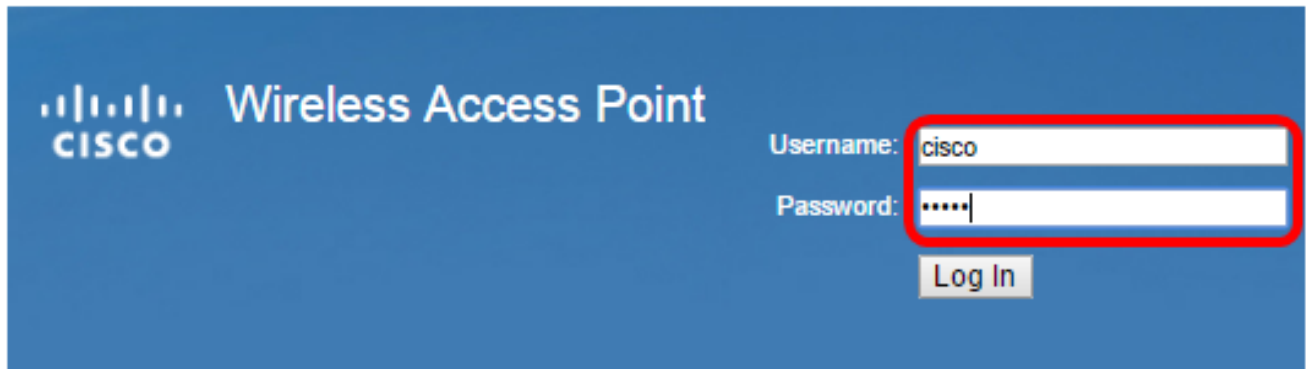 Wireless Access Point
CISCO
Username: cisco
Password: •••••
Log In